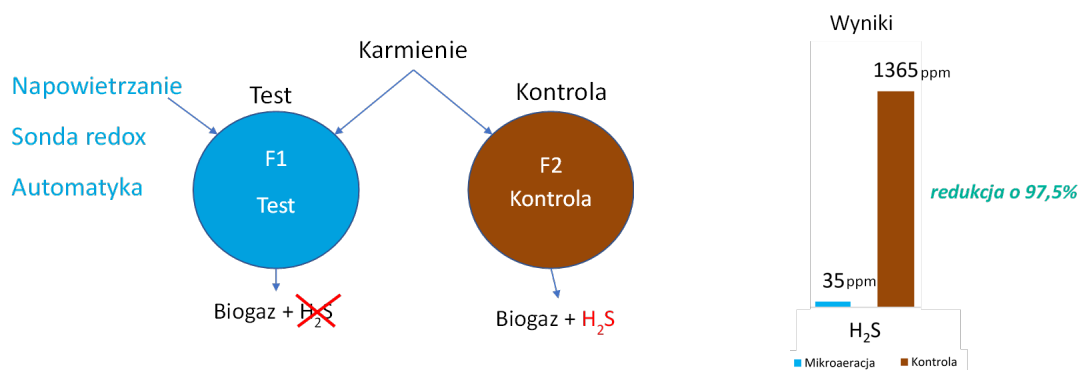 Karmienie
Napowietrzanie
Sonda redox
Automatyka
Test
F1
Test
Biogaz + H₂S
Kontrola
F2
Kontrola
Biogaz + H₂S
Wyniki
1365 ppm
35 ppm
redukcja o 97,5%
H₂S
Mikroaeracja
Kontrola